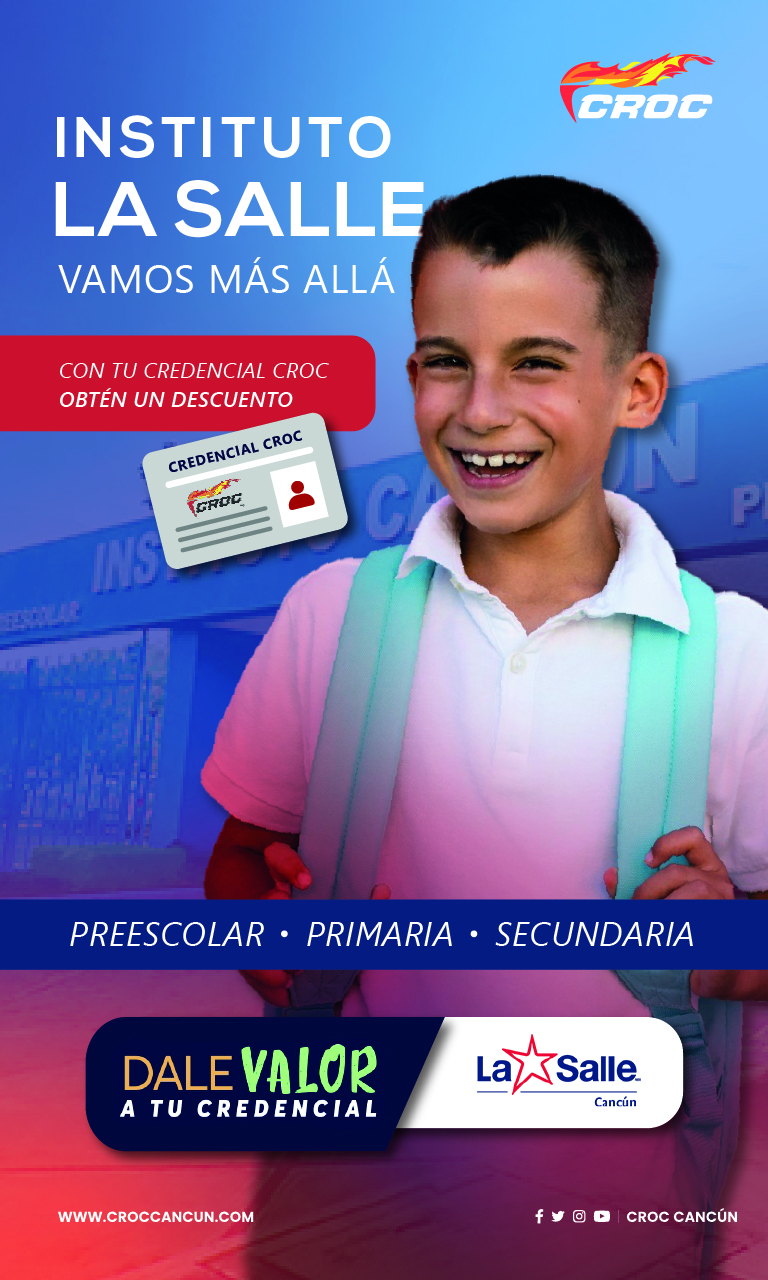 CROC
INSTITUTO
LA SALLE
VAMOS MÁS ALLÁ
CON TU CREDENCIAL CROC
OBTÉN UN DESCUENTO
CREDENCIAL CROC
CROC
PREESCOLAR
PREESCOLAR • PRIMARIA • SECUNDARIA
DALE VALOR
A TU CREDENCIAL
La Salle
Cancún
WWW.CROCCANCUN.COM
CROC CANCÚN